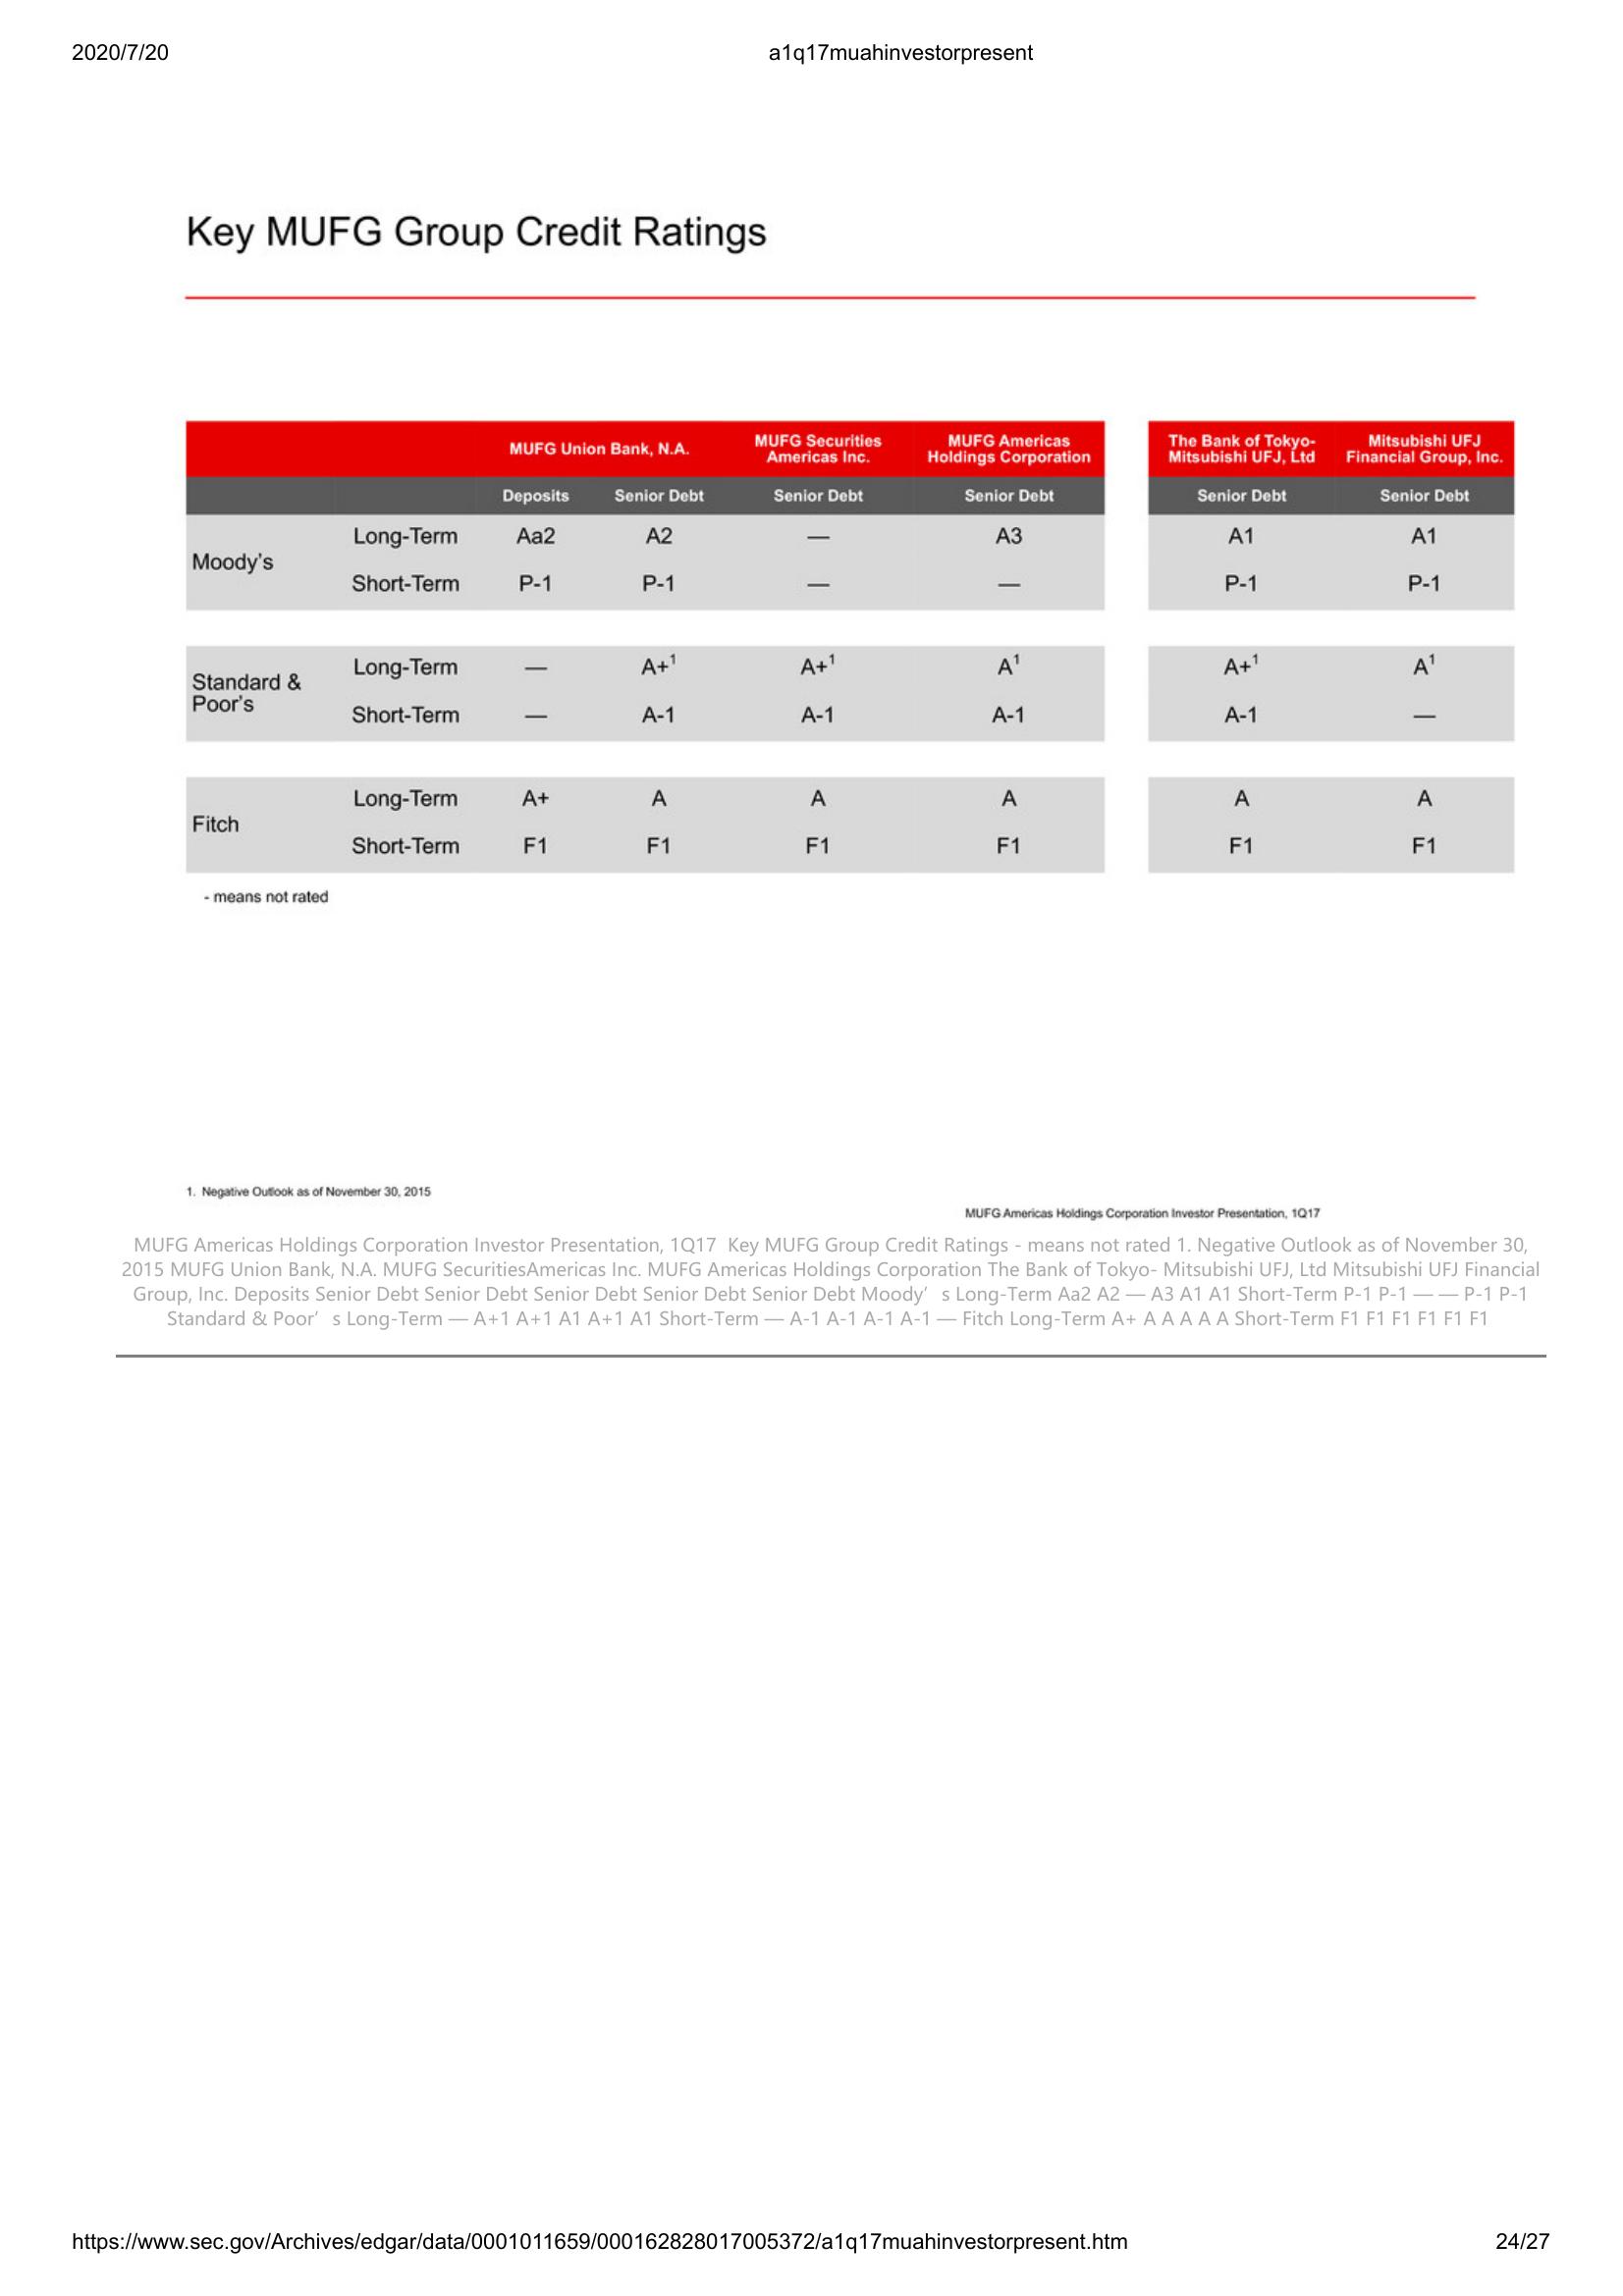 2020/7/20 a1q17muahinvestorpresent
Key MUFG Group Credit Ratings
MUFG Union Bank, N.A. MUFG Securities Americas Inc. MUFG Americas Holdings Corporation The Bank of Tokyo-Mitsubishi UFJ, Ltd Mitsubishi UFJ Financial Group, Inc.
Deposits Senior Debt Senior Debt Senior Debt Senior Debt Senior Debt
Moody's
Long-Term Aa2 A2 — A3 A1 A1
Short-Term P-1 P-1 — — P-1 P-1
Standard & Poor's
Long-Term — A+1 A+1 A1 A+1 A1
Short-Term — A-1 A-1 A-1 A-1 —
Fitch
Long-Term A+ A A A A A
Short-Term F1 F1 F1 F1 F1 F1
- means not rated
1. Negative Outlook as of November 30, 2015
MUFG Americas Holdings Corporation Investor Presentation, 1Q17
MUFG Americas Holdings Corporation Investor Presentation, 1Q17 Key MUFG Group Credit Ratings - means not rated 1. Negative Outlook as of November 30,
2015 MUFG Union Bank, N.A. MUFG SecuritiesAmericas Inc. MUFG Americas Holdings Corporation The Bank of Tokyo- Mitsubishi UFJ, Ltd Mitsubishi UFJ Financial
Group, Inc. Deposits Senior Debt Senior Debt Senior Debt Senior Debt Senior Debt Moody’s Long-Term Aa2 A2 — A3 A1 A1 Short-Term P-1 P-1 — — P-1 P-1
Standard & Poor’s Long-Term — A+1 A+1 A1 A+1 A1 Short-Term — A-1 A-1 A-1 A-1 — Fitch Long-Term A+ A A A A A Short-Term F1 F1 F1 F1 F1 F1
https://www.sec.gov/Archives/edgar/data/0001011659/000162828017005372/a1q17muahinvestorpresent.htm 24/27